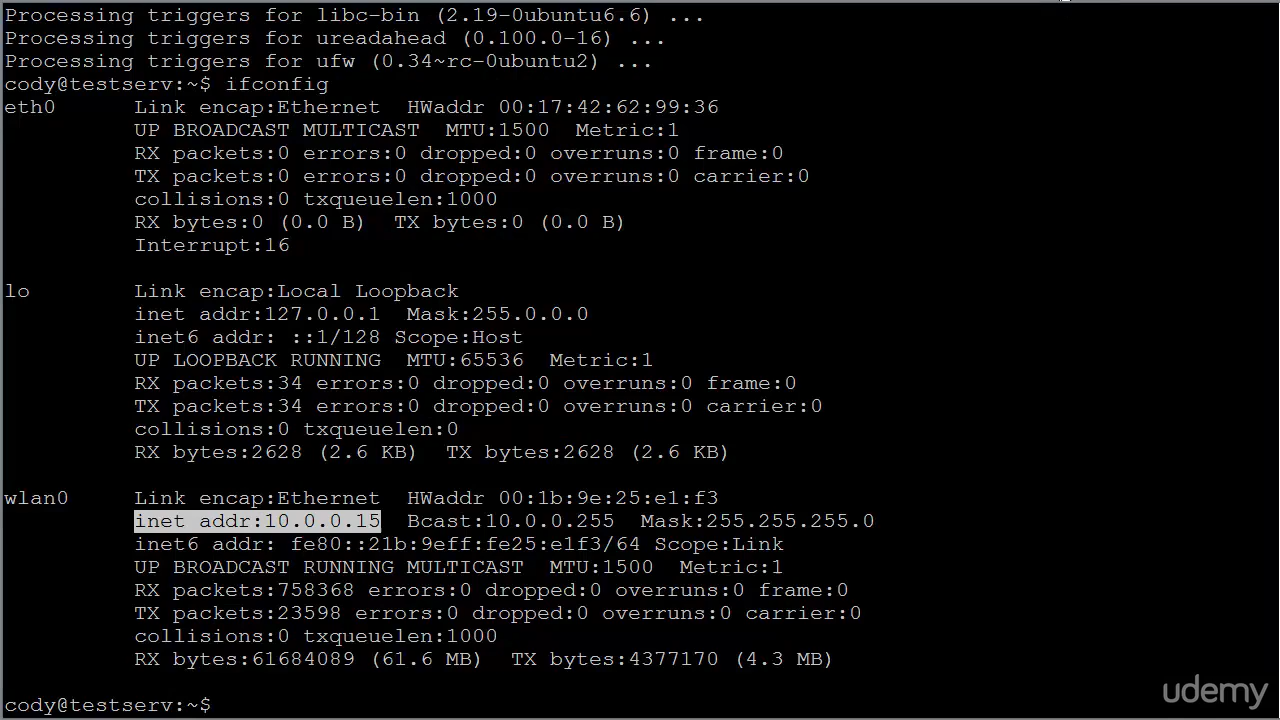 Processing triggers for libc-bin (2.19-0ubuntu6.6) ...
Processing triggers for ureadahead (0.100.0-16) ...
Processing triggers for ufw (0.34~rc-0ubuntu2) ...
cody@testserv:~$ ifconfig
eth0      Link encap:Ethernet  HWaddr 00:17:42:62:99:36
          UP BROADCAST MULTICAST  MTU:1500  Metric:1
          RX packets:0 errors:0 dropped:0 overruns:0 frame:0
          TX packets:0 errors:0 dropped:0 overruns:0 carrier:0
          collisions:0 txqueuelen:1000
          RX bytes:0 (0.0 B)  TX bytes:0 (0.0 B)
          Interrupt:16

lo        Link encap:Local Loopback
          inet addr:127.0.0.1  Mask:255.0.0.0
          inet6 addr: ::1/128 Scope:Host
          UP LOOPBACK RUNNING  MTU:65536  Metric:1
          RX packets:34 errors:0 dropped:0 overruns:0 frame:0
          TX packets:34 errors:0 dropped:0 overruns:0 carrier:0
          collisions:0 txqueuelen:0
          RX bytes:2628 (2.6 KB)  TX bytes:2628 (2.6 KB)

wlan0     Link encap:Ethernet  HWaddr 00:1b:9e:25:e1:f3
          inet addr:10.0.0.15  Bcast:10.0.0.255  Mask:255.255.255.0
          inet6 addr: fe80::21b:9eff:fe25:e1f3/64 Scope:Link
          UP BROADCAST RUNNING MULTICAST  MTU:1500  Metric:1
          RX packets:758368 errors:0 dropped:0 overruns:0 frame:0
          TX packets:23598 errors:0 dropped:0 overruns:0 carrier:0
          collisions:0 txqueuelen:1000
          RX bytes:61684089 (61.6 MB)  TX bytes:4377170 (4.3 MB)

cody@testserv:~$
udemy